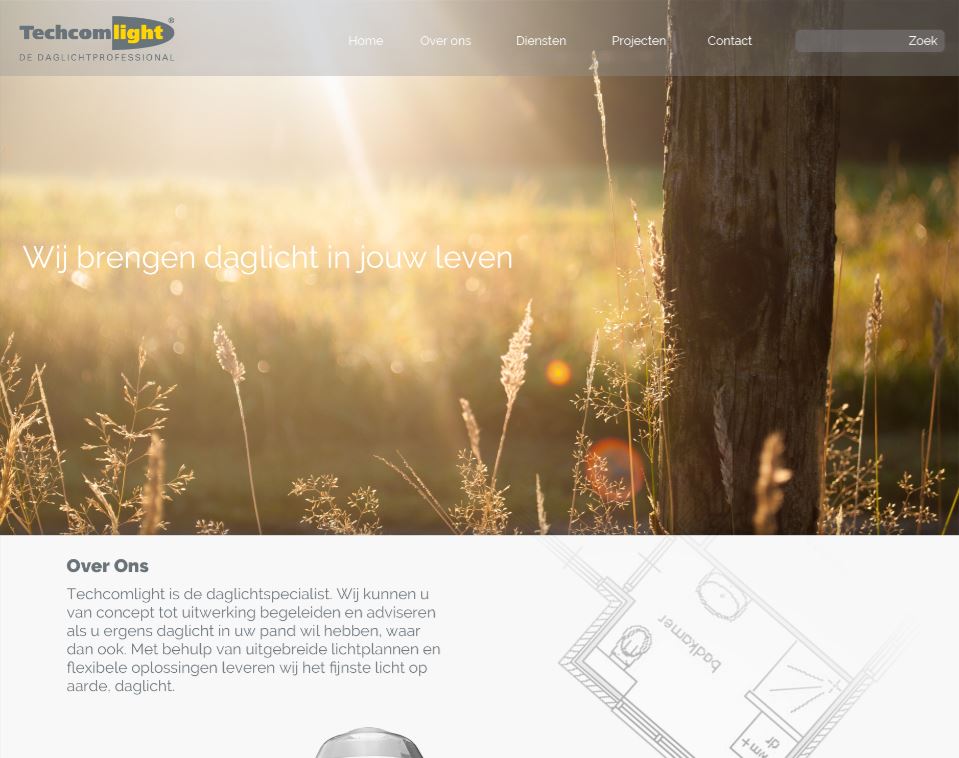 Techcomlight®
DE DAGLICHTPROFESSIONAL
Home Over ons Diensten Projecten Contact Zoek
Wij brengen daglicht in jouw leven
Over Ons
Techcomlight is de daglichtspecialist. Wij kunnen u
van concept tot uitwerking begeleiden en adviseren
als u ergens daglicht in uw pand wil hebben, waar
dan ook. Met behulp van uitgebreide lichtplannen en
flexibele oplossingen leveren wij het fijnste licht op
aarde, daglicht.
badkamer
wm+
dr